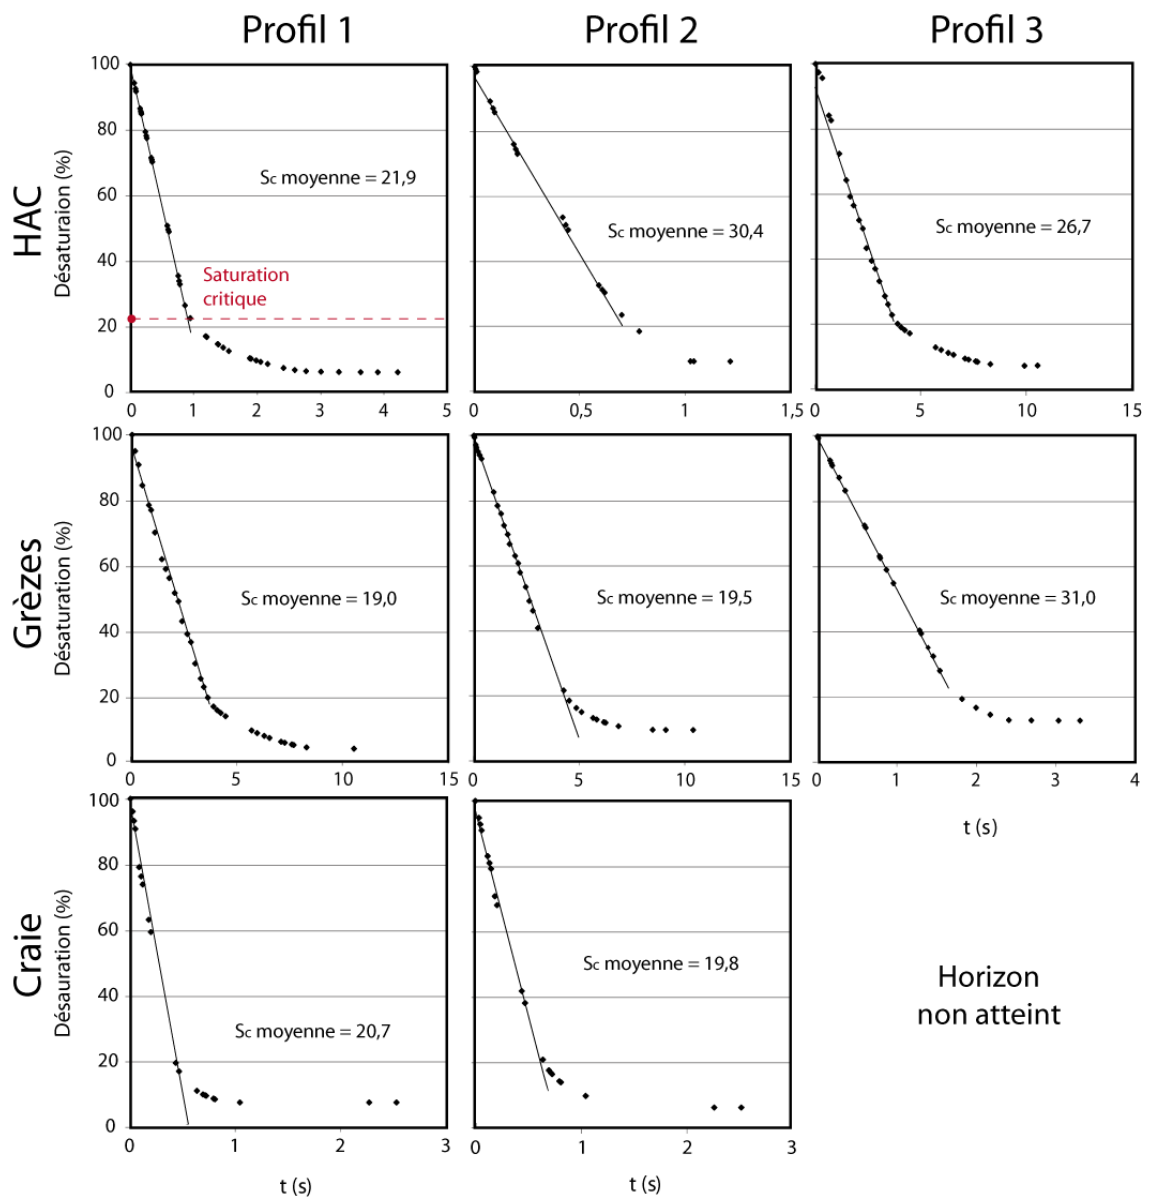 Profil 1 Profil 2 Profil 3
HAC
Désaturaion (%)
100 80 60 40 20 0
Sc moyenne = 21,9
Saturation
critique
0 1 2 3 4 5
Sc moyenne = 30,4
0 0,5 1 1,5
Sc moyenne = 26,7
0 5 10 15
Grèzes
Désaturation (%)
100 80 60 40 20 0
Sc moyenne = 19,0
0 5 10 15
Sc moyenne = 19,5
0 5 10 15
Sc moyenne = 31,0
0 1 2 3 4
t (s)
Craie
Désauration (%)
100 80 60 40 20 0
Sc moyenne = 20,7
0 1 2 3
t (s)
Sc moyenne = 19,8
0 1 2 3
t (s)
Horizon
non atteint